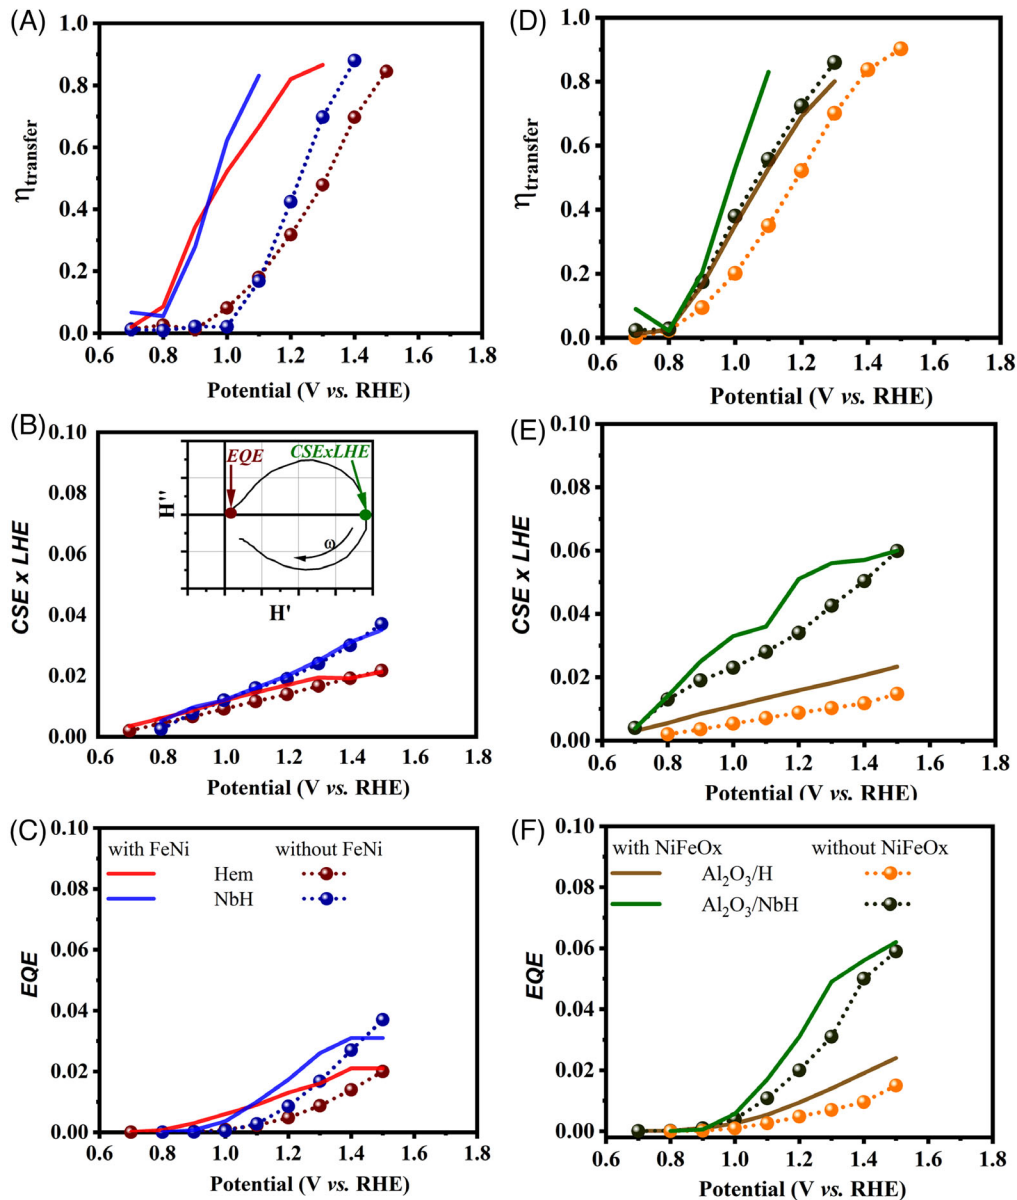 (A)
1.0
0.8
0.6
0.4
0.2
0.0
ηtransfer
0.6 0.8 1.0 1.2 1.4 1.6 1.8
Potential (V vs. RHE)
(D)
1.0
0.8
0.6
0.4
0.2
0.0
ηtransfer
0.6 0.8 1.0 1.2 1.4 1.6 1.8
Potential (V vs. RHE)
(B)
0.10
0.08
0.06
0.04
0.02
0.00
CSE x LHE
EQE
CSExLHE
H''
ω
H'
0.6 0.8 1.0 1.2 1.4 1.6 1.8
Potential (V vs. RHE)
(E)
0.10
0.08
0.06
0.04
0.02
0.00
CSE x LHE
0.6 0.8 1.0 1.2 1.4 1.6 1.8
Potential (V vs. RHE)
(C)
0.10
0.08
0.06
0.04
0.02
0.00
EQE
with FeNi without FeNi
Hem
NbH
0.6 0.8 1.0 1.2 1.4 1.6 1.8
Potential (V vs. RHE)
(F)
0.10
0.08
0.06
0.04
0.02
0.00
EQE
with NiFeOx without NiFeOx
Al2O3/H
Al2O3/NbH
0.6 0.8 1.0 1.2 1.4 1.6 1.8
Potential (V vs. RHE)